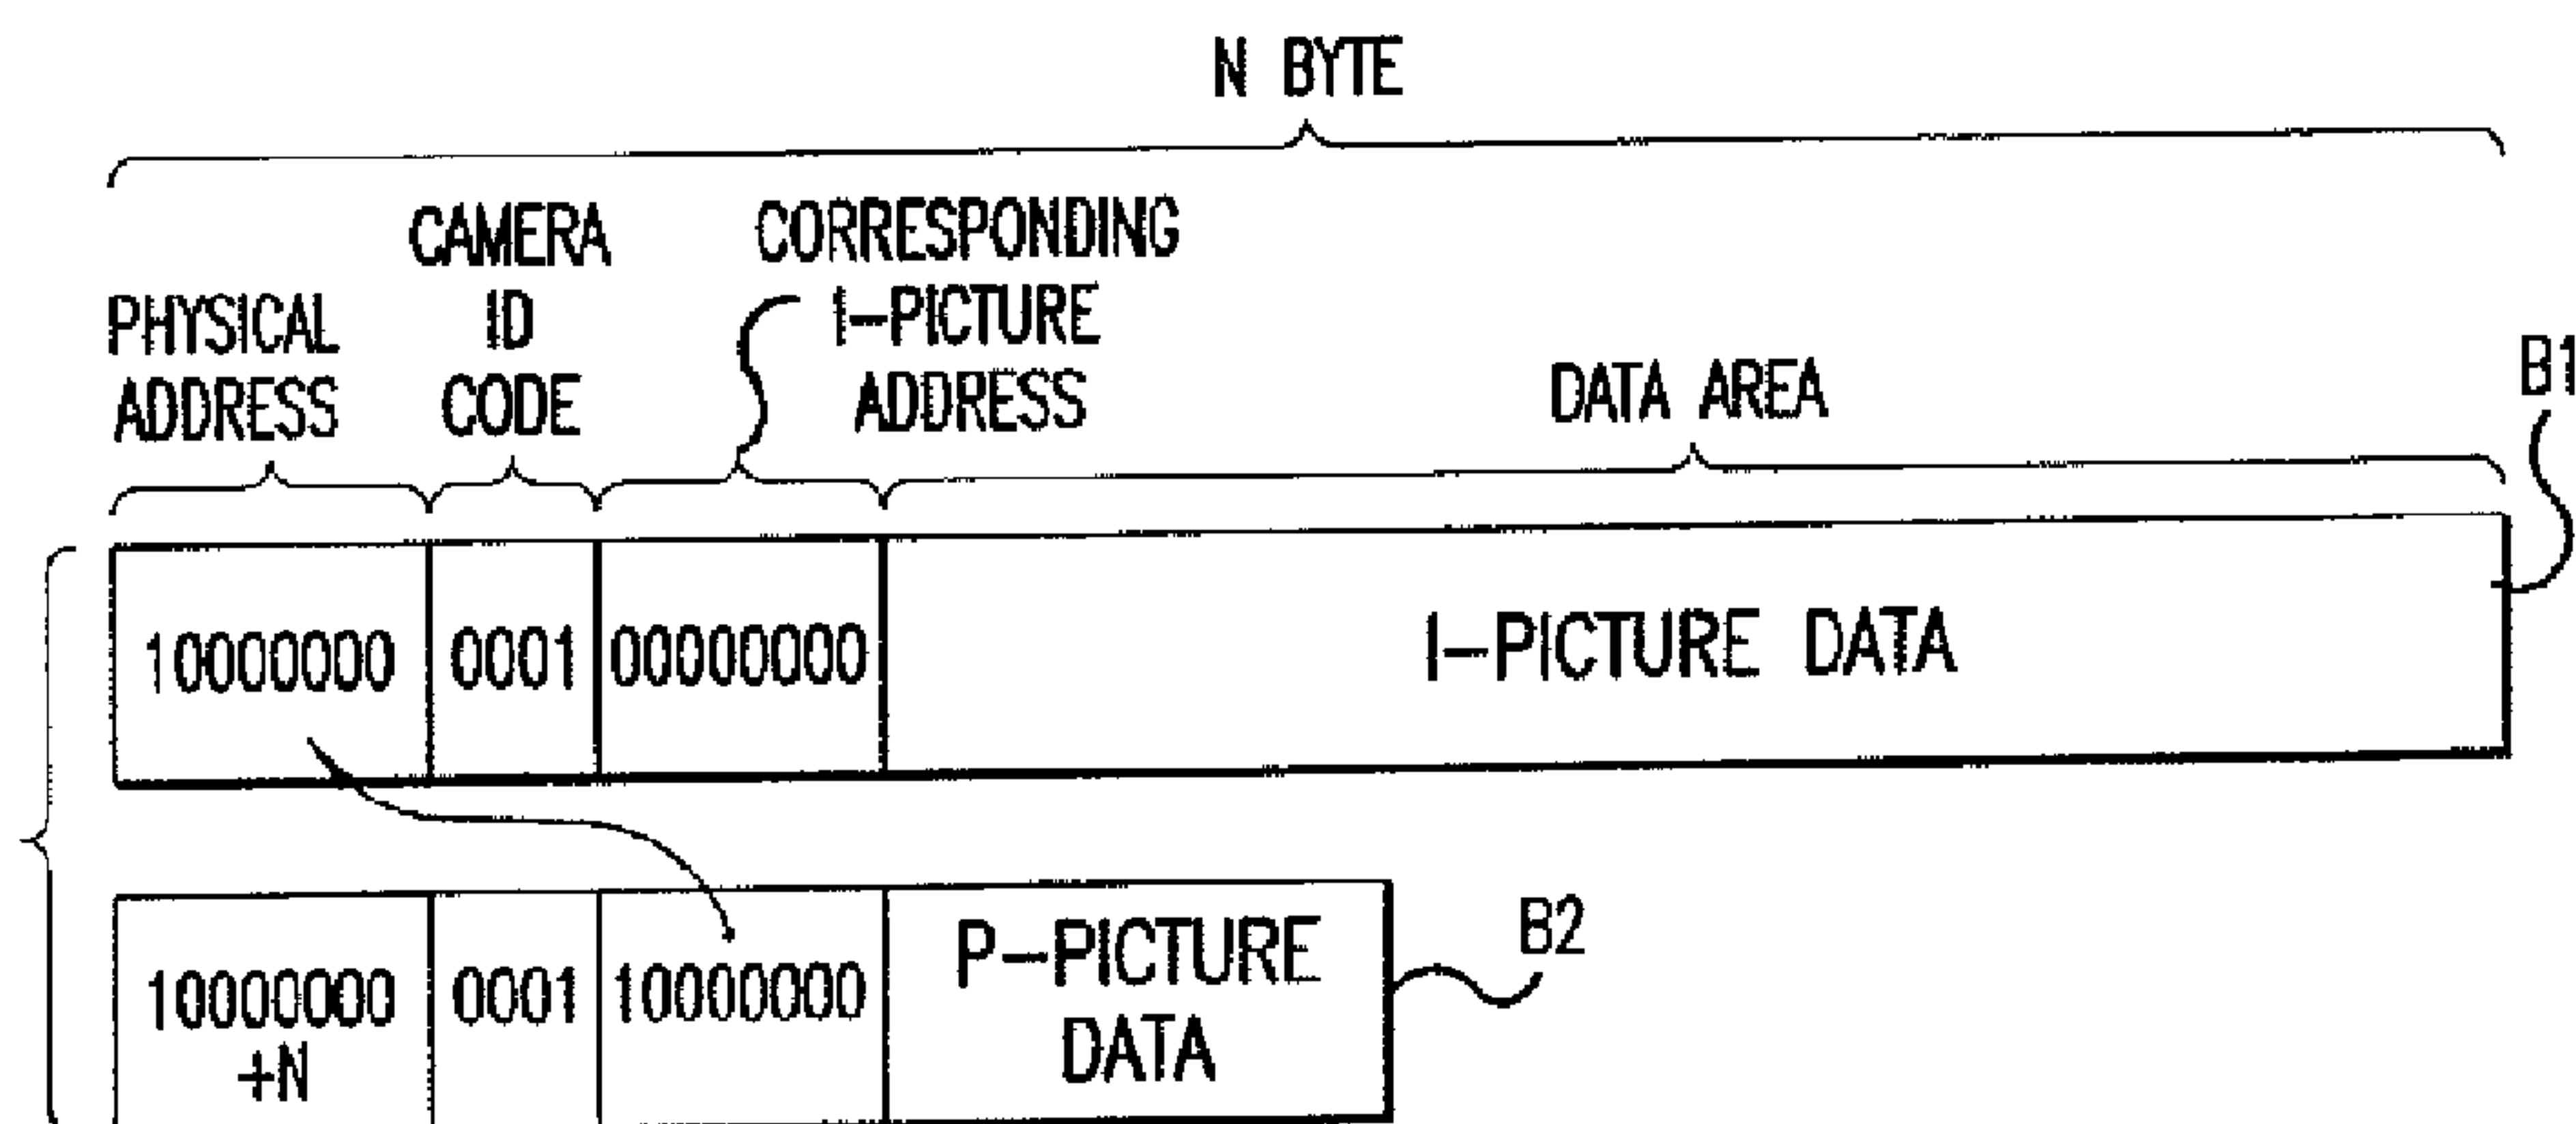 N BYTE
PHYSICAL
ADDRESS
CAMERA
ID
CODE
CORRESPONDING
I-PICTURE
ADDRESS
DATA AREA
B1
10000000 0001 00000000 I-PICTURE DATA
10000000
+N
0001 10000000
P-PICTURE
DATA
B2